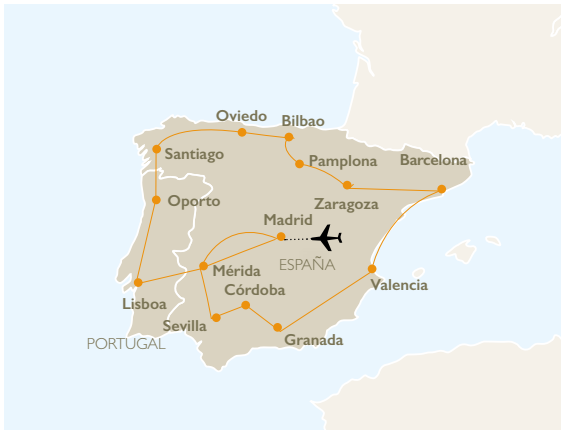 Oviedo
Bilbao
Santiago
Pamplona
Barcelona
Oporto
Zaragoza
Madrid
ESPAÑA
Mérida
Valencia
Córdoba
Lisboa
Sevilla
Granada
PORTUGAL